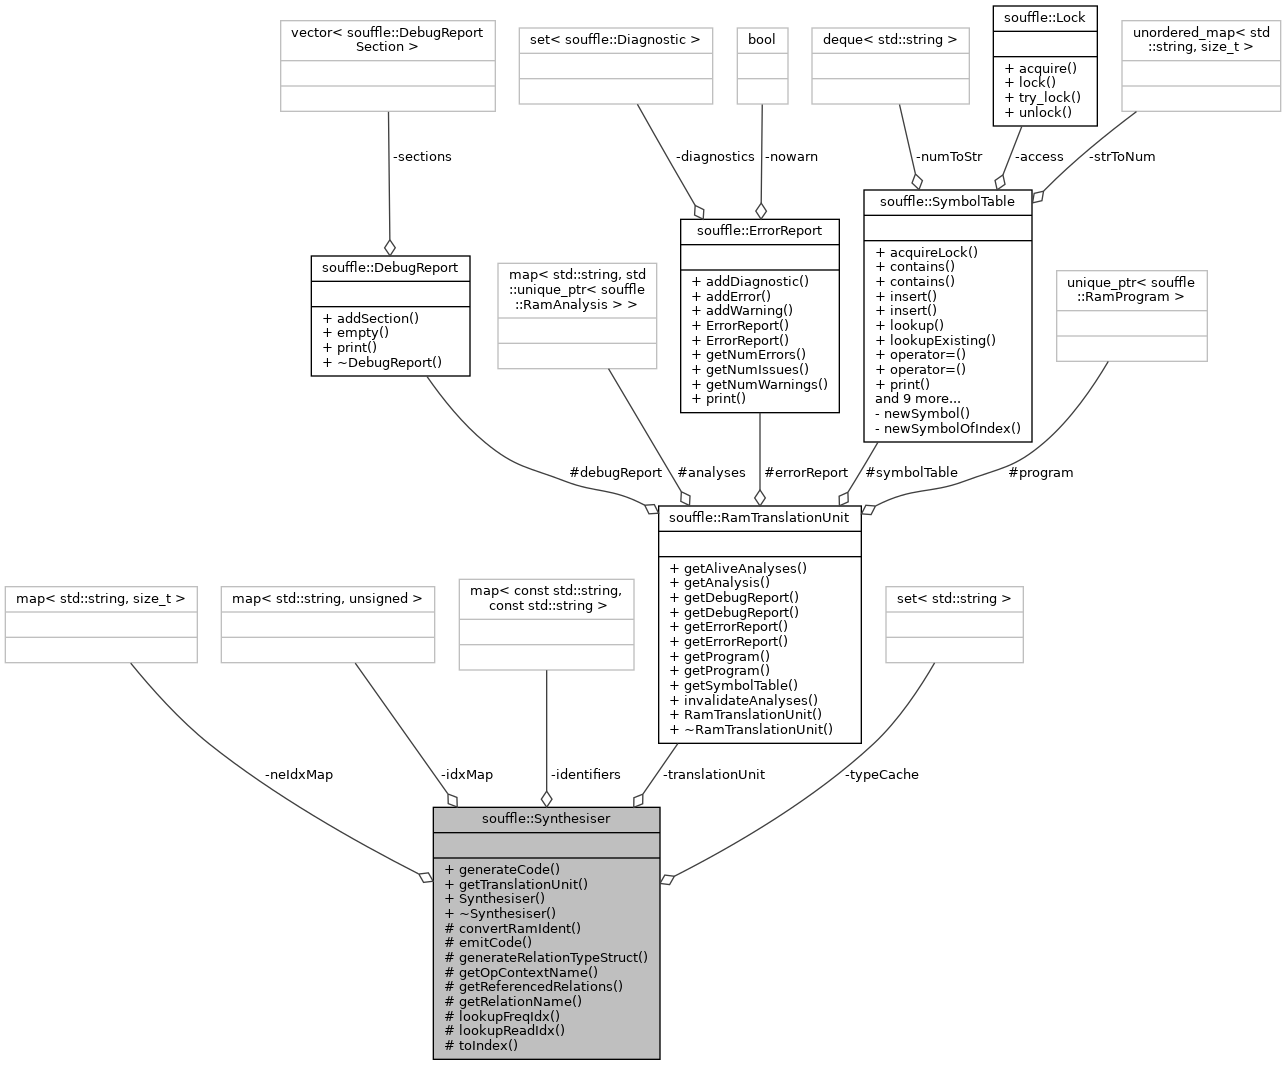 souffle::Lock
+ acquire()
+ lock()
+ try_lock()
+ unlock()
vector< souffle::DebugReport
Section >
set< souffle::Diagnostic >
bool
deque< std::string >
unordered_map< std
::string, size_t >
-sections
-diagnostics
-nowarn
-numToStr
-access
-strToNum
souffle::DebugReport
+ addSection()
+ empty()
+ print()
+ ~DebugReport()
map< std::string, std
::unique_ptr< souffle
::RamAnalysis > >
souffle::ErrorReport
+ addDiagnostic()
+ addError()
+ addWarning()
+ ErrorReport()
+ ErrorReport()
+ getNumErrors()
+ getNumIssues()
+ getNumWarnings()
+ print()
souffle::SymbolTable
+ acquireLock()
+ contains()
+ contains()
+ insert()
+ insert()
+ lookup()
+ lookupExisting()
+ operator=()
+ operator=()
+ print()
and 9 more...
- newSymbol()
- newSymbolOfIndex()
unique_ptr< souffle
::RamProgram >
#debugReport
#analyses
#errorReport
#symbolTable
#program
souffle::RamTranslationUnit
+ getAliveAnalyses()
+ getAnalysis()
+ getDebugReport()
+ getDebugReport()
+ getErrorReport()
+ getErrorReport()
+ getProgram()
+ getProgram()
+ getSymbolTable()
+ invalidateAnalyses()
+ RamTranslationUnit()
+ ~RamTranslationUnit()
map< std::string, size_t >
map< std::string, unsigned >
map< const std::string,
const std::string >
set< std::string >
-neIdxMap
-idxMap
-identifiers
-translationUnit
-typeCache
souffle::Synthesiser
+ generateCode()
+ getTranslationUnit()
+ Synthesiser()
+ ~Synthesiser()
# convertRamIdent()
# emitCode()
# generateRelationTypeStruct()
# getOpContextName()
# getReferencedRelations()
# getRelationName()
# lookupFreqIdx()
# lookupReadIdx()
# toIndex()